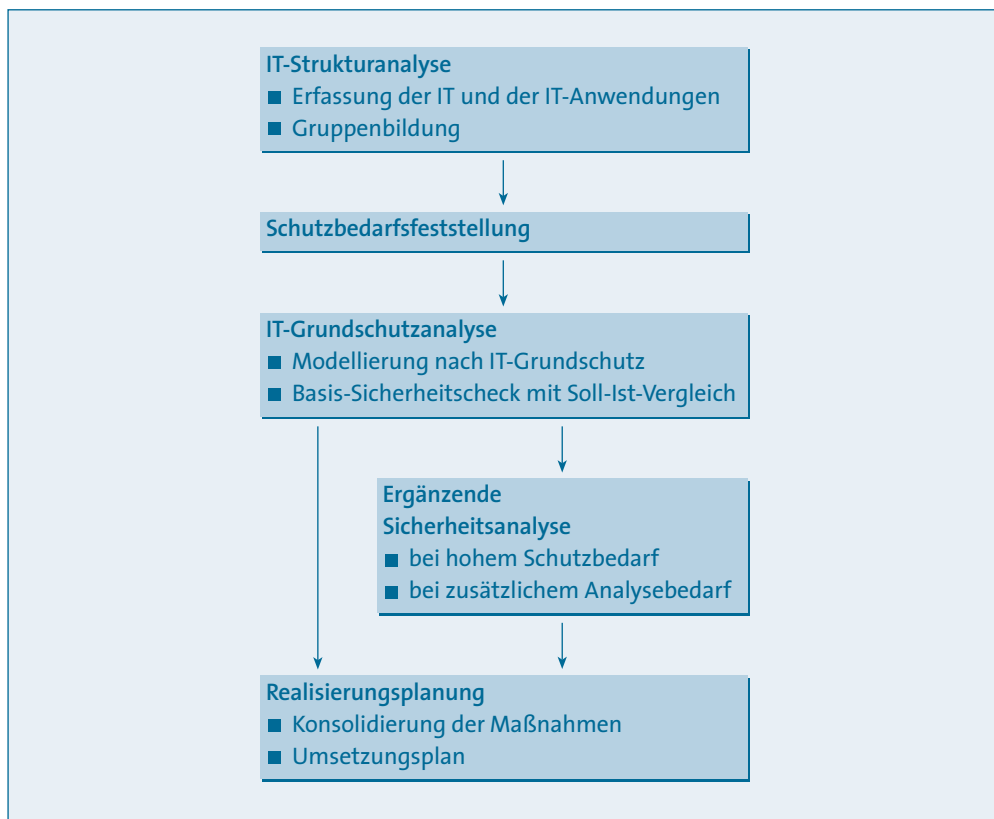 IT-Strukturanalyse
■ Erfassung der IT und der IT-Anwendungen
■ Gruppenbildung
Schutzbedarfsfeststellung
IT-Grundschutzanalyse
■ Modellierung nach IT-Grundschutz
■ Basis-Sicherheitscheck mit Soll-Ist-Vergleich
Ergänzende
Sicherheitsanalyse
■ bei hohem Schutzbedarf
■ bei zusätzlichem Analysebedarf
Realisierungsplanung
■ Konsolidierung der Maßnahmen
■ Umsetzungsplan